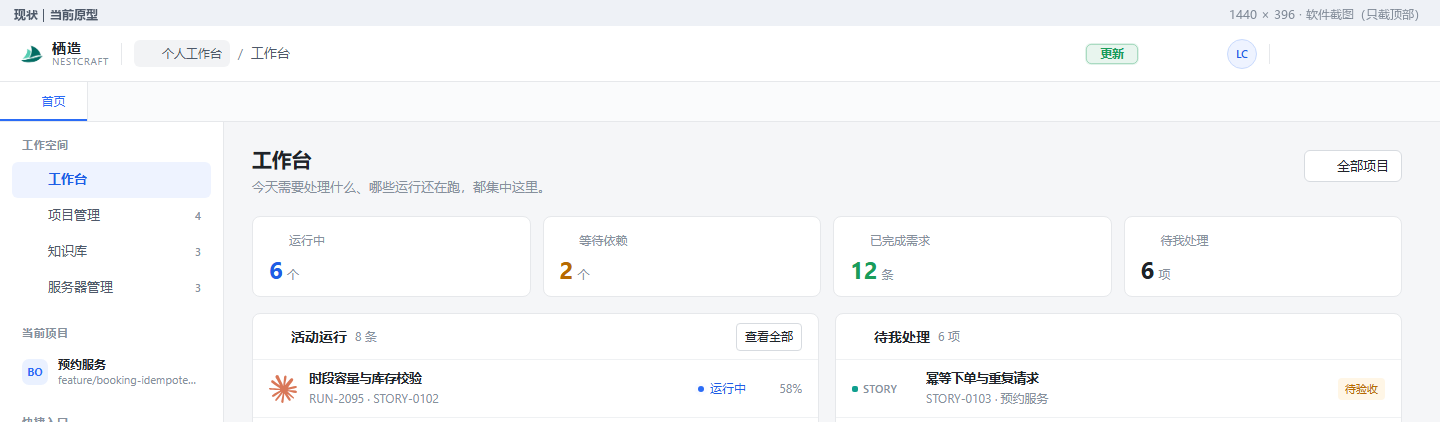 现状 | 当前原型
1440 × 396 · 软件截图（只截顶部）
栖造
NESTCRAFT
个人工作台 / 工作台
更新
LC
首页
工作空间
工作台
项目管理 4
知识库 3
服务器管理 3
当前项目
BO
预约服务
feature/booking-idempote...
工作台
今天需要处理什么、哪些运行还在跑，都集中这里。
全部项目
运行中
6 个
等待依赖
2 个
已完成需求
12 条
待我处理
6 项
活动运行 8 条
查看全部
时段容量与库存校验
RUN-2095 · STORY-0102
运行中 58%
待我处理 6 项
STORY
幂等下单与重复请求
STORY-0103 · 预约服务
待验收